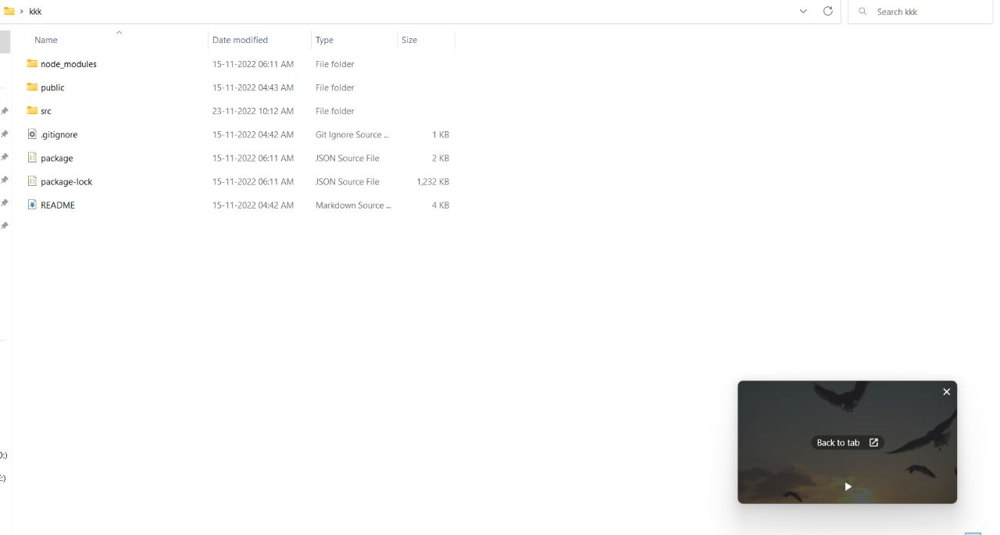 kkk
Search kkk
Name Date modified Type Size
node_modules 15-11-2022 06:11 AM File folder
public 15-11-2022 04:43 AM File folder
src 23-11-2022 10:12 AM File folder
.gitignore 15-11-2022 04:42 AM Git Ignore Source ... 1 KB
package 15-11-2022 06:11 AM JSON Source File 2 KB
package-lock 15-11-2022 06:11 AM JSON Source File 1,232 KB
README 15-11-2022 04:42 AM Markdown Source ... 4 KB
Back to tab
:)
:)